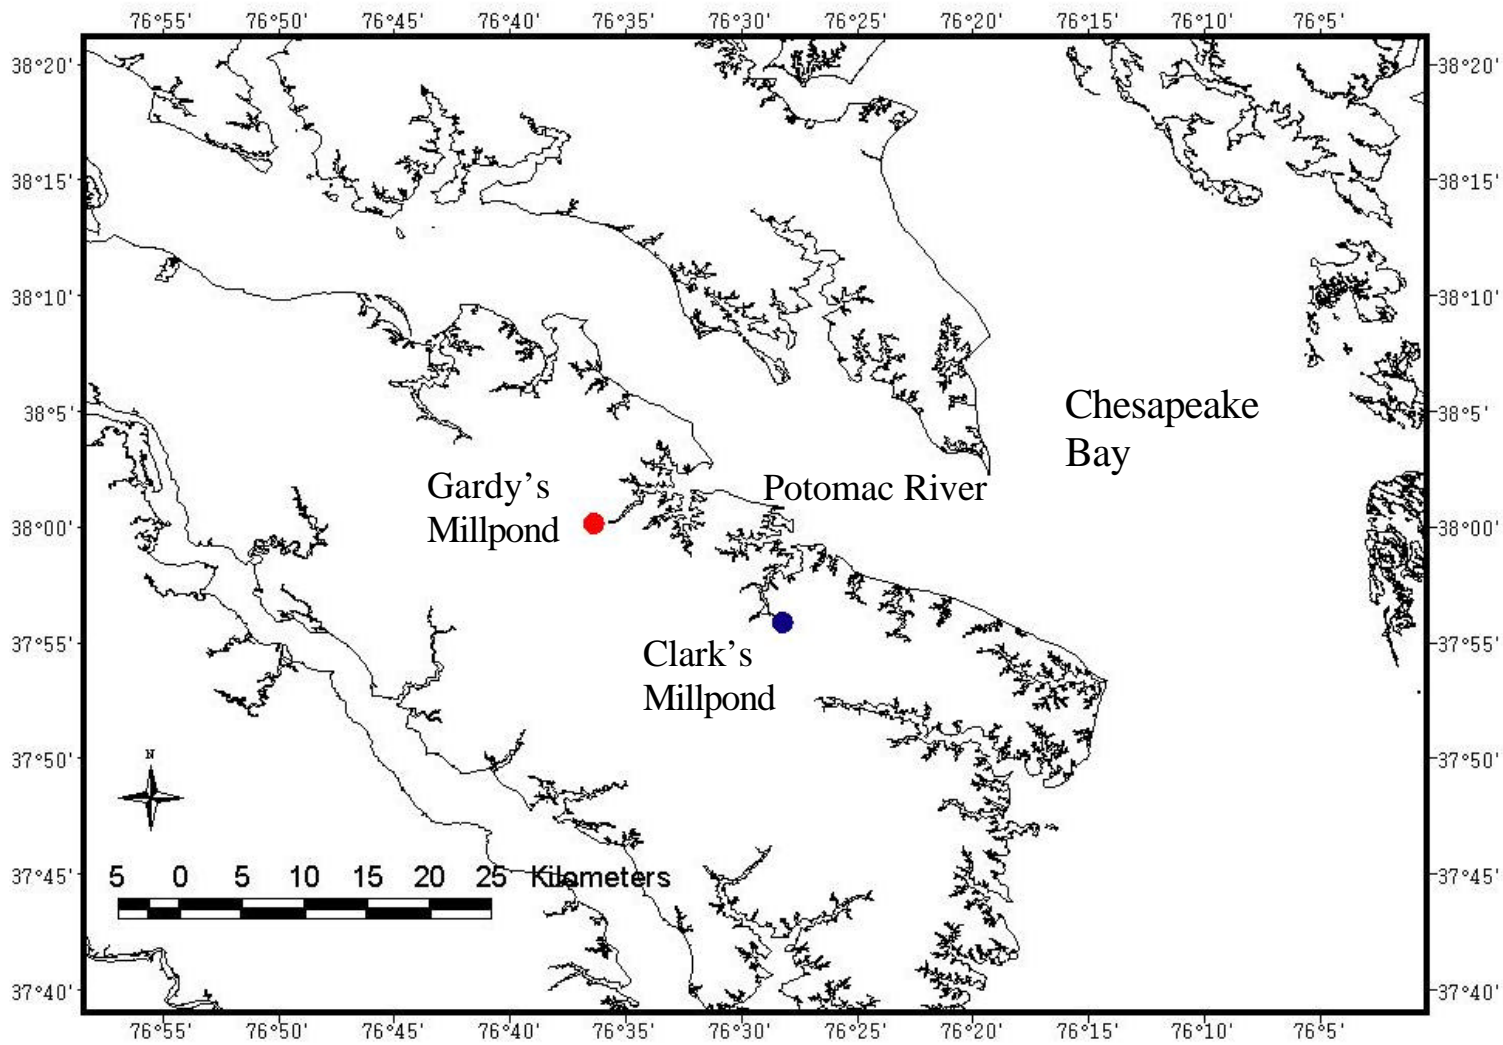 76°55' 76°50' 76°45' 76°40' 76°35' 76°30' 76°25' 76°20' 76°15' 76°10' 76°5'
38°20' 38°20'
38°15' 38°15'
38°10' 38°10'
38°5' 38°5'
Chesapeake
Bay
Gardy's
Millpond
Potomac River
38°00' 38°00'
37°55' 37°55'
Clark's
Millpond
37°50' 37°50'
N
37°45' 37°45'
5 0 5 10 15 20 25 Kilometers
37°40' 37°40'
76°55' 76°50' 76°45' 76°40' 76°35' 76°30' 76°25' 76°20' 76°15' 76°10' 76°5'